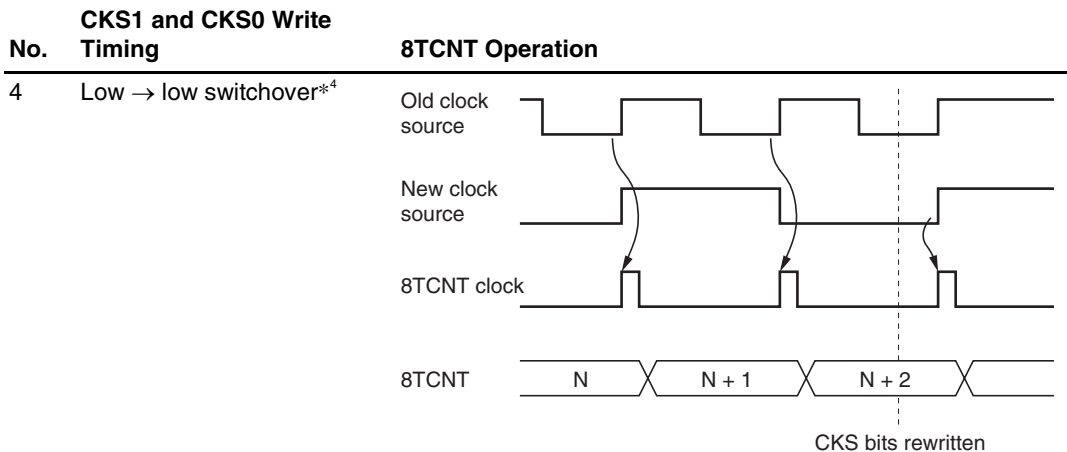 No. CKS1 and CKS0 Write Timing 8TCNT Operation
4 Low → low switchover*4
Old clock source
New clock source
8TCNT clock
8TCNT N N + 1 N + 2
CKS bits rewritten